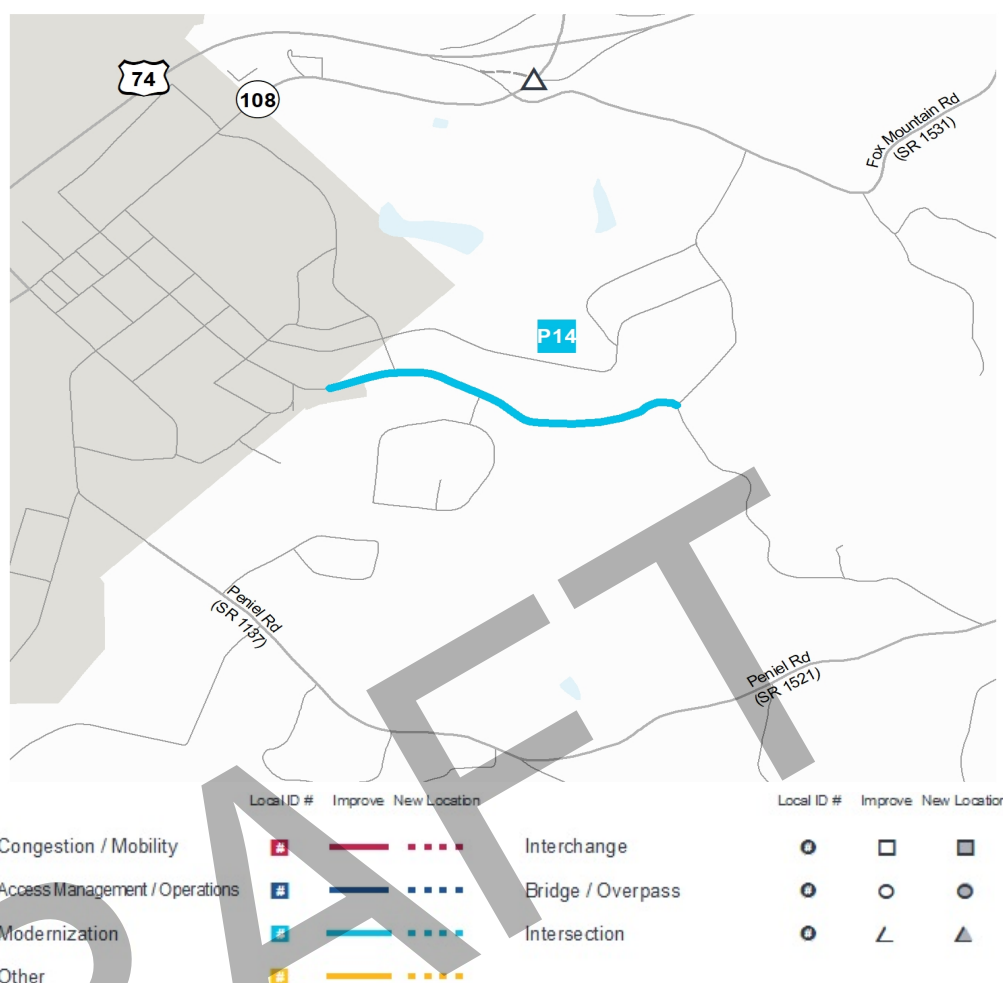 74
108
Fox Mountain Rd
(SR 1531)
P14
Peniel Rd
(SR 1137)
Peniel Rd
(SR 1521)
RAFT
Local ID # Improve New Location
Congestion / Mobility #
Access Management / Operations #
Modernization #
Other #
Local ID # Improve New Location
Interchange #
Bridge / Overpass #
Intersection #